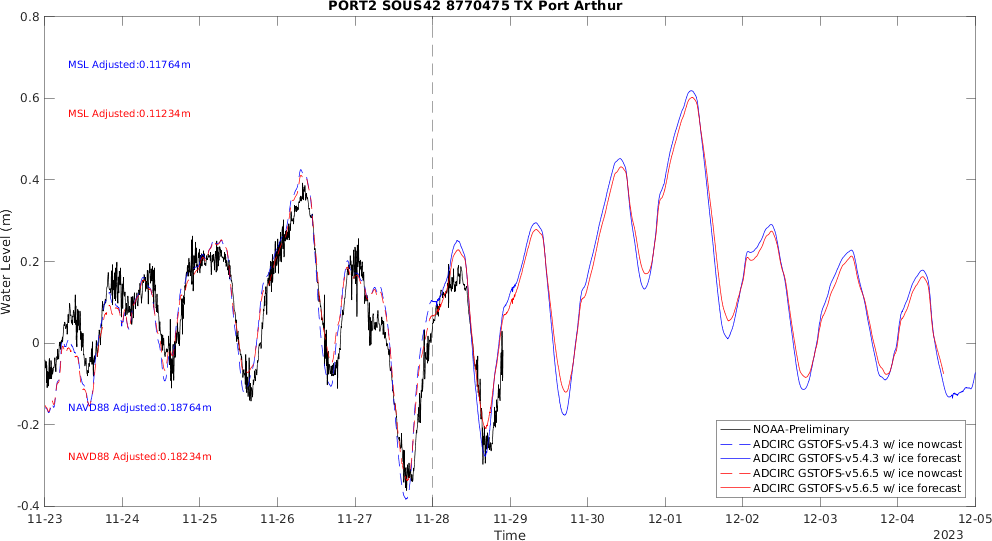 PORT2 SOUS42 8770475 TX Port Arthur
0.8
0.6
0.4
0.2
0
-0.2
-0.4
Water Level (m)
MSL Adjusted:0.11764m
MSL Adjusted:0.11234m
NAVD88 Adjusted:0.18764m
NAVD88 Adjusted:0.18234m
NOAA-Preliminary
ADCIRC GSTOFS-v5.4.3 w/ ice nowcast
ADCIRC GSTOFS-v5.4.3 w/ ice forecast
ADCIRC GSTOFS-v5.6.5 w/ ice nowcast
ADCIRC GSTOFS-v5.6.5 w/ ice forecast
11-23 11-24 11-25 11-26 11-27 11-28 11-29 11-30 12-01 12-02 12-03 12-04 12-05
Time
2023